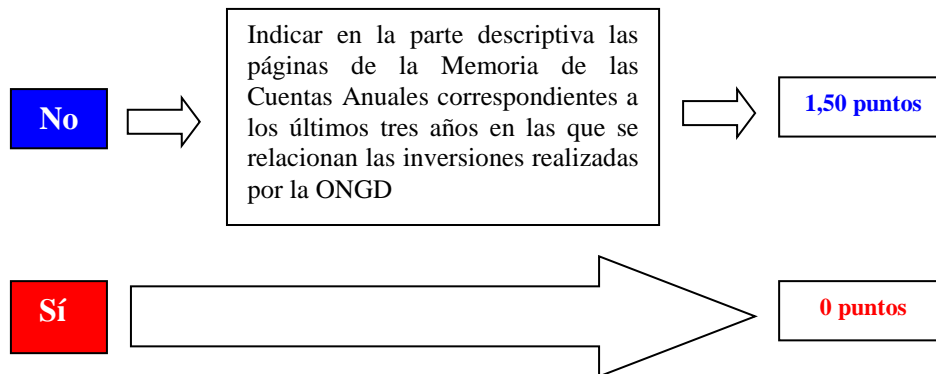 Indicar en la parte descriptiva las
páginas de la Memoria de las
Cuentas Anuales correspondientes a
los últimos tres años en las que se
relacionan las inversiones realizadas
por la ONGD
No
1,50 puntos
Sí
0 puntos